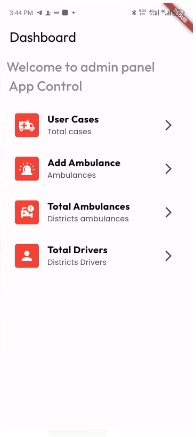 3:44 PM
Dashboard
Welcome to admin panel
App Control
User Cases
Total cases
Add Ambulance
Ambulances
Total Ambulances
Districts ambulances
Total Drivers
Districts Drivers